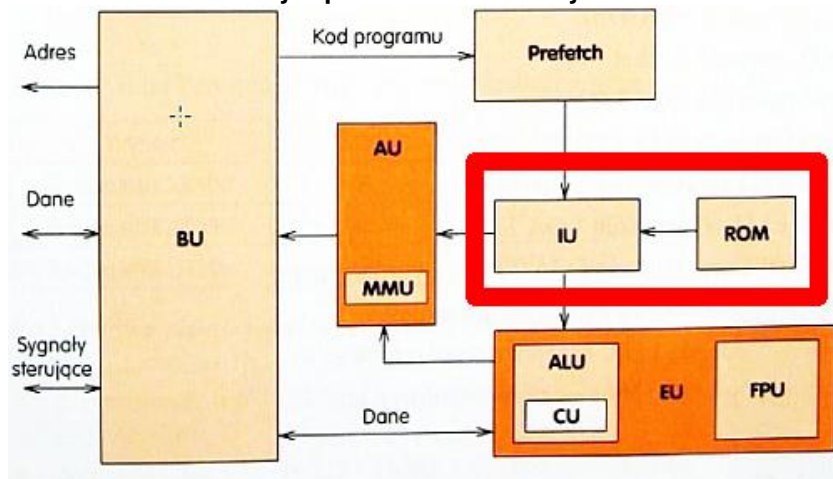 Adres
Kod programu
Prefetch
AU
Dane
BU
IU
ROM
MMU
Sygnały
sterujące
ALU
EU
FPU
CU
Dane